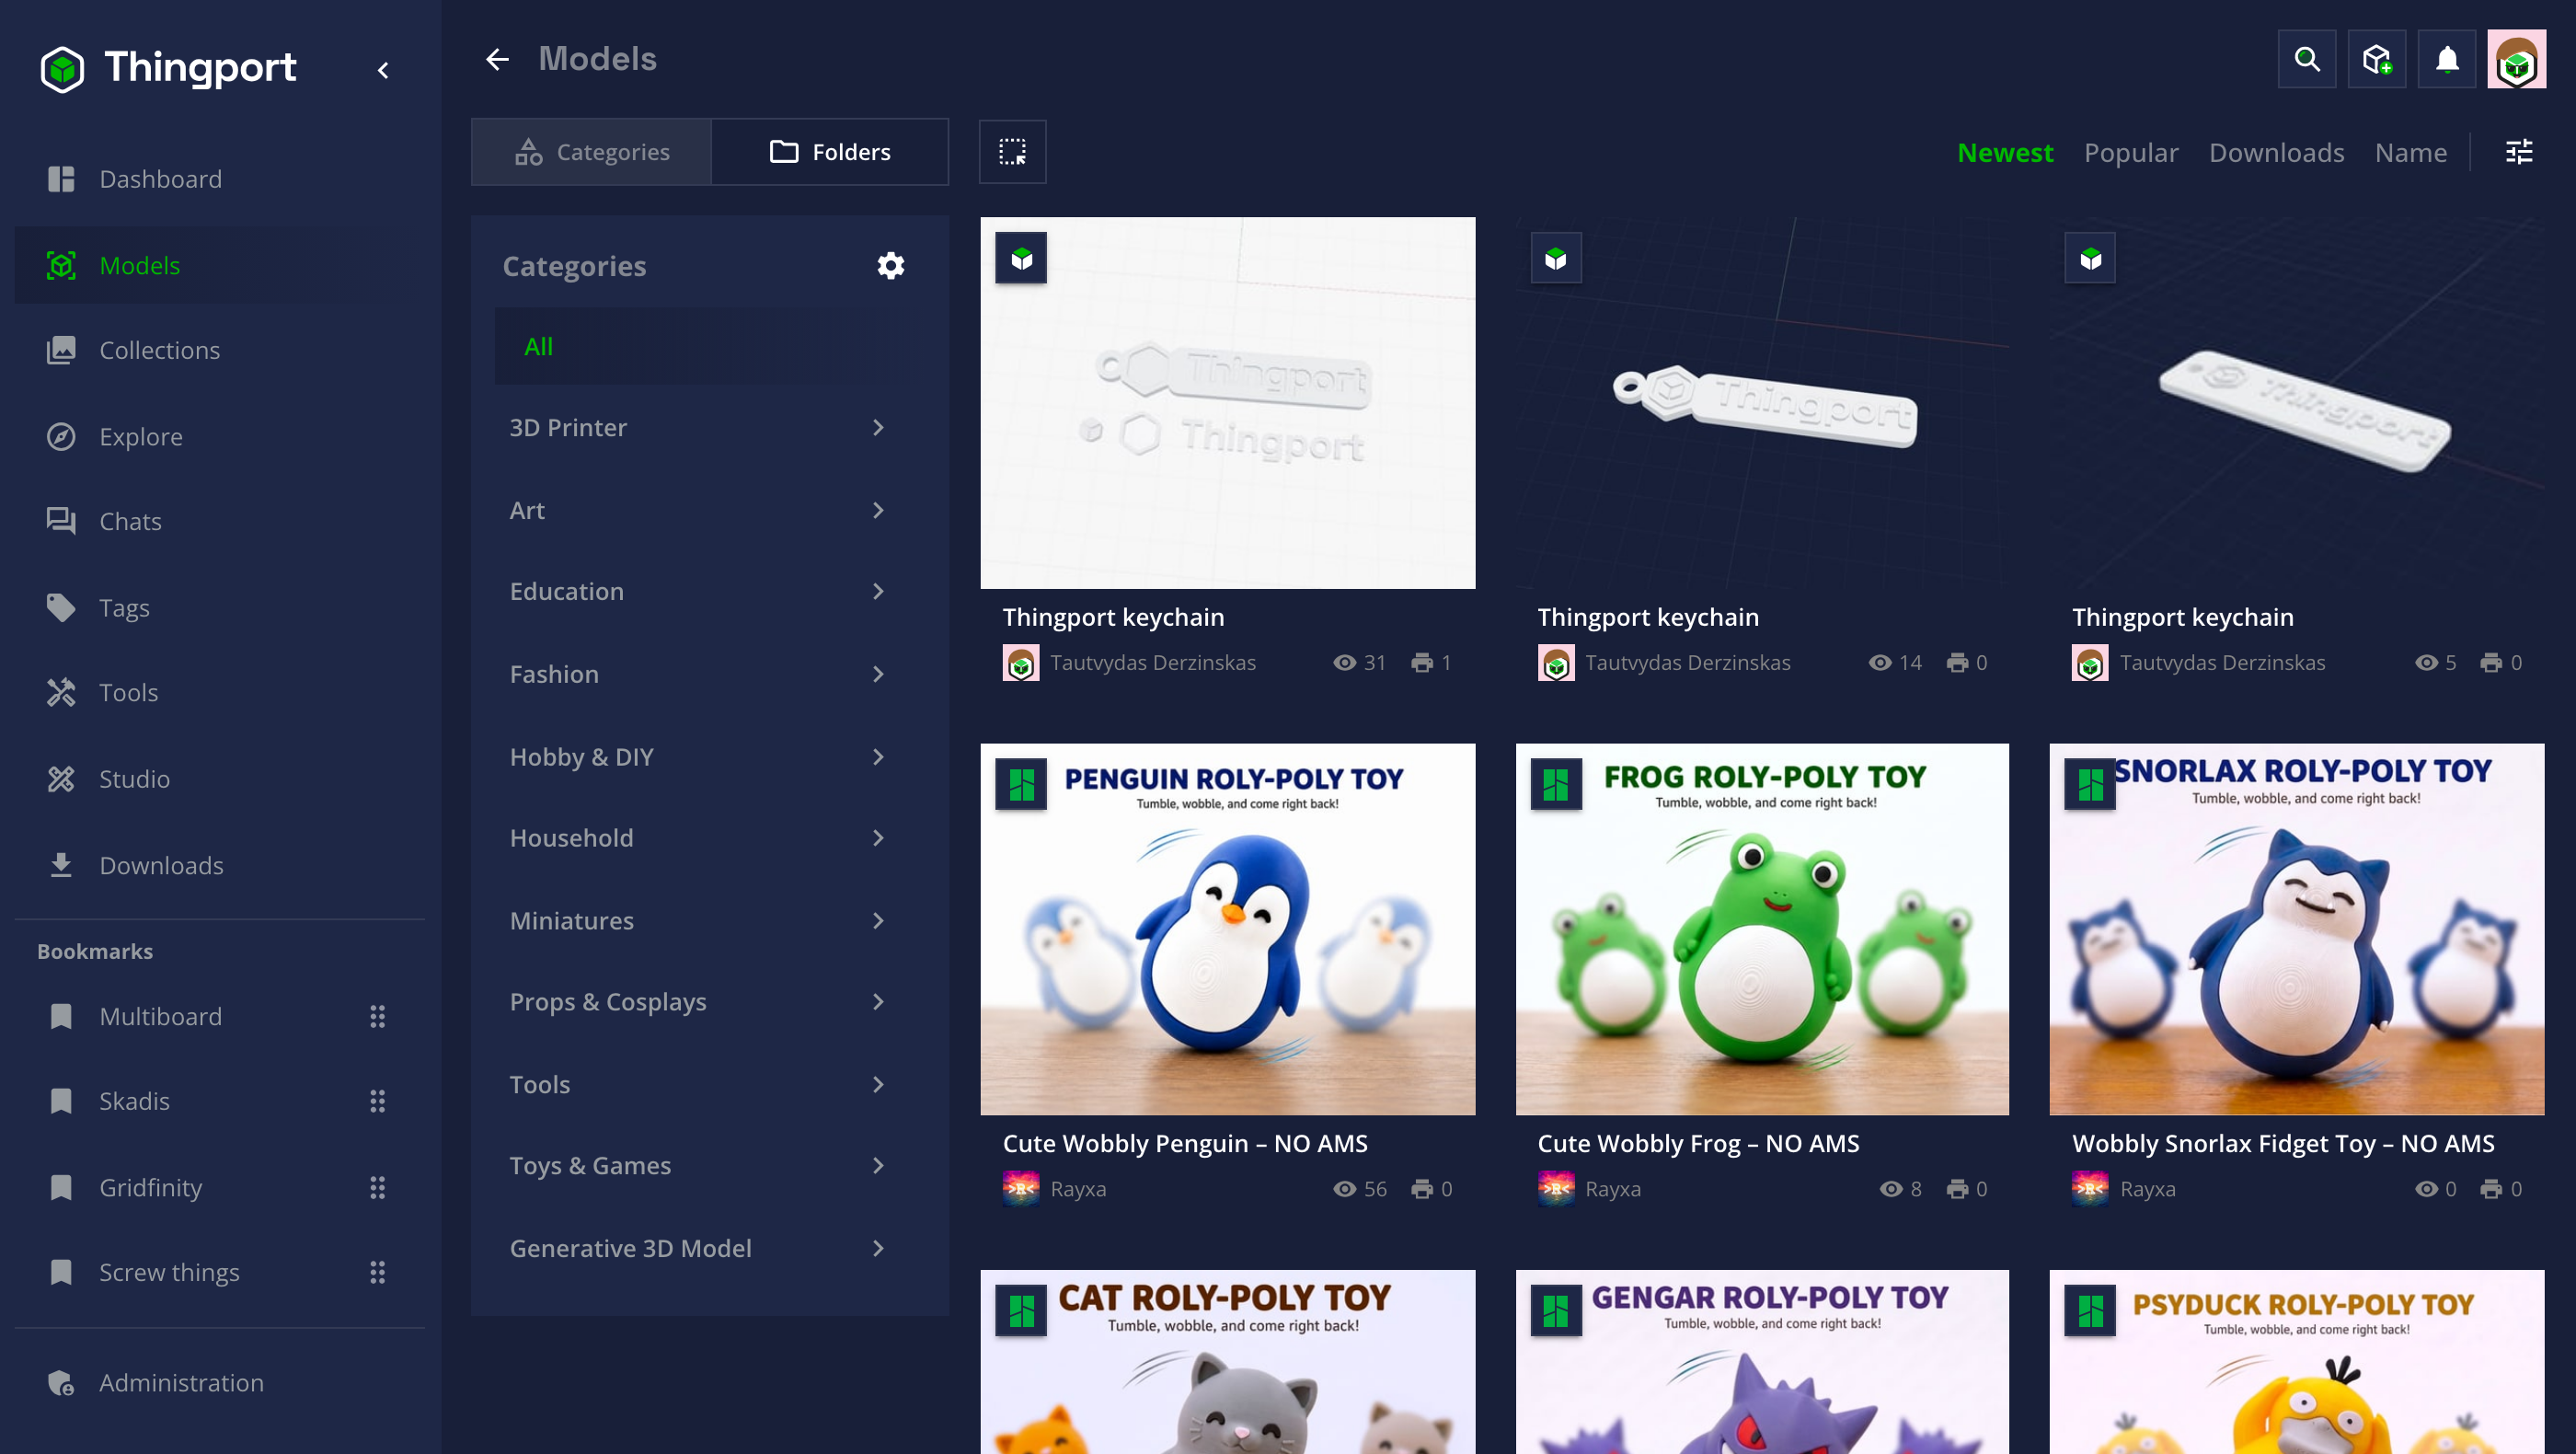 Thingport
Dashboard
Models
Collections
Explore
Chats
Tags
Tools
Studio
Downloads
Bookmarks
Multiboard
Skadis
Gridfinity
Screw things
Administration
Models
Categories
Folders
Newest
Popular
Downloads
Name
Categories
All
3D Printer
Art
Education
Fashion
Hobby & DIY
Household
Miniatures
Props & Cosplays
Tools
Toys & Games
Generative 3D Model
Thingport
Thingport
Thingport keychain
Tautvydas Derzinskas 31 1
Thingport
Thingport keychain
Tautvydas Derzinskas 14 0
Thingport
Thingport keychain
Tautvydas Derzinskas 5 0
PENGUIN ROLY-POLY TOY
Tumble, wobble, and come right back!
Cute Wobbly Penguin – NO AMS
>R< Rayxa 56 0
FROG ROLY-POLY TOY
Tumble, wobble, and come right back!
Cute Wobbly Frog – NO AMS
>R< Rayxa 8 0
SNORLAX ROLY-POLY TOY
Tumble, wobble, and come right back!
Wobbly Snorlax Fidget Toy – NO AMS
>R< Rayxa 0 0
CAT ROLY-POLY TOY
Tumble, wobble, and come right back!
GENGAR ROLY-POLY TOY
Tumble, wobble, and come right back!
PSYDUCK ROLY-POLY TOY
Tumble, wobble, and come right back!